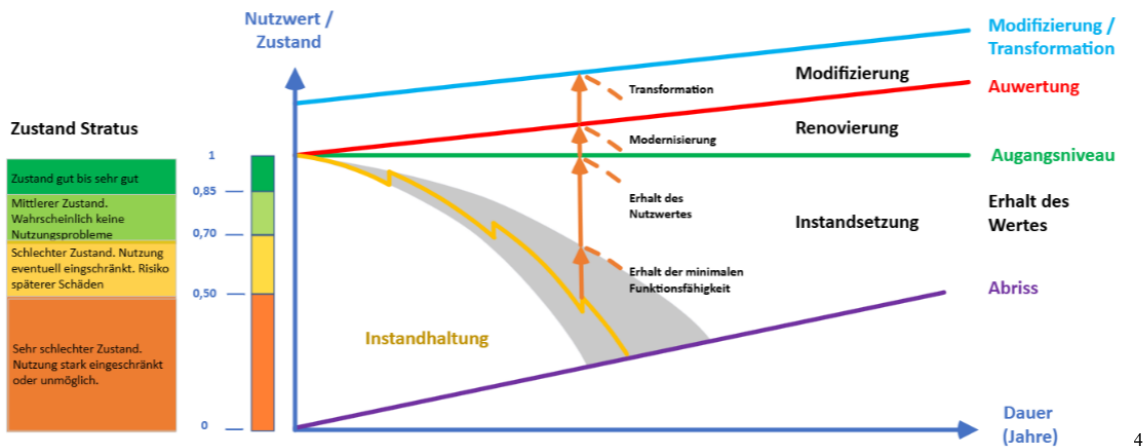 Nutzwert /
Zustand
Modifizierung /
Transformation
Modifizierung
Transformation
Auwertung
Zustand Stratus
Renovierung
Modernisierung
1
Augangsniveau
Zustand gut bis sehr gut
0,85
Mittlerer Zustand.
Wahrscheinlich keine
Nutzungsprobleme
Erhalt des
Nutzwertes
Instandsetzung
Erhalt des
Wertes
0,70
Schlechter Zustand. Nutzung
eventuell eingeschränkt. Risiko
späterer Schäden
Erhalt der minimalen
Funktionsfähigkeit
0,50
Abriss
Instandhaltung
Sehr schlechter Zustand.
Nutzung stark eingeschränkt
oder unmöglich.
0
Dauer
(Jahre)
4